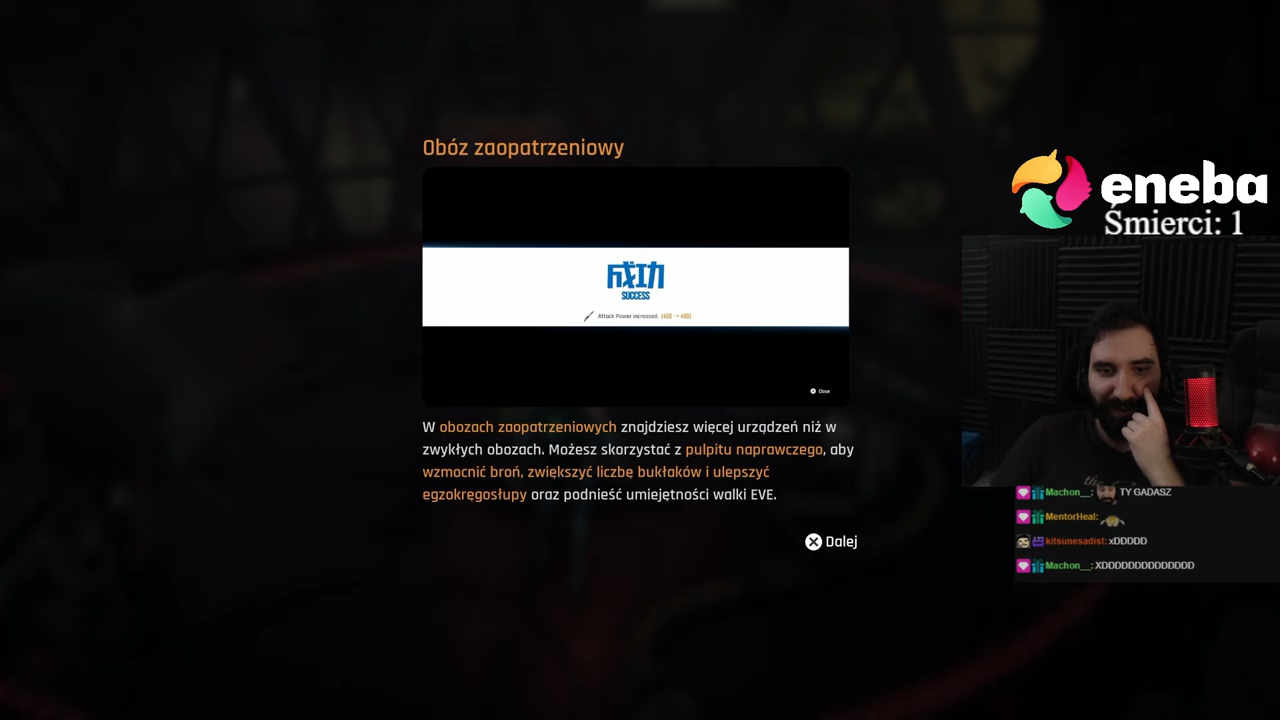 Obóz zaopatrzeniowy
成功
SUCCESS
Attack Power increased. (450 → 480)
Close
W obozach zaopatrzeniowych znajdziesz więcej urządzeń niż w
zwykłych obozach. Możesz skorzystać z pulpitu naprawczego, aby
wzmocnić broń, zwiększyć liczbę bukłaków i ulepszyć
egzokręgosłupy oraz podnieść umiejętności walki EVE.
Dalej
eneba
Śmierci: 1
Machon__: TY GADASZ
MentorHeal:
kitsunesadist: xDDDDD
Machon__: XDDDDDDDDDDDDDD